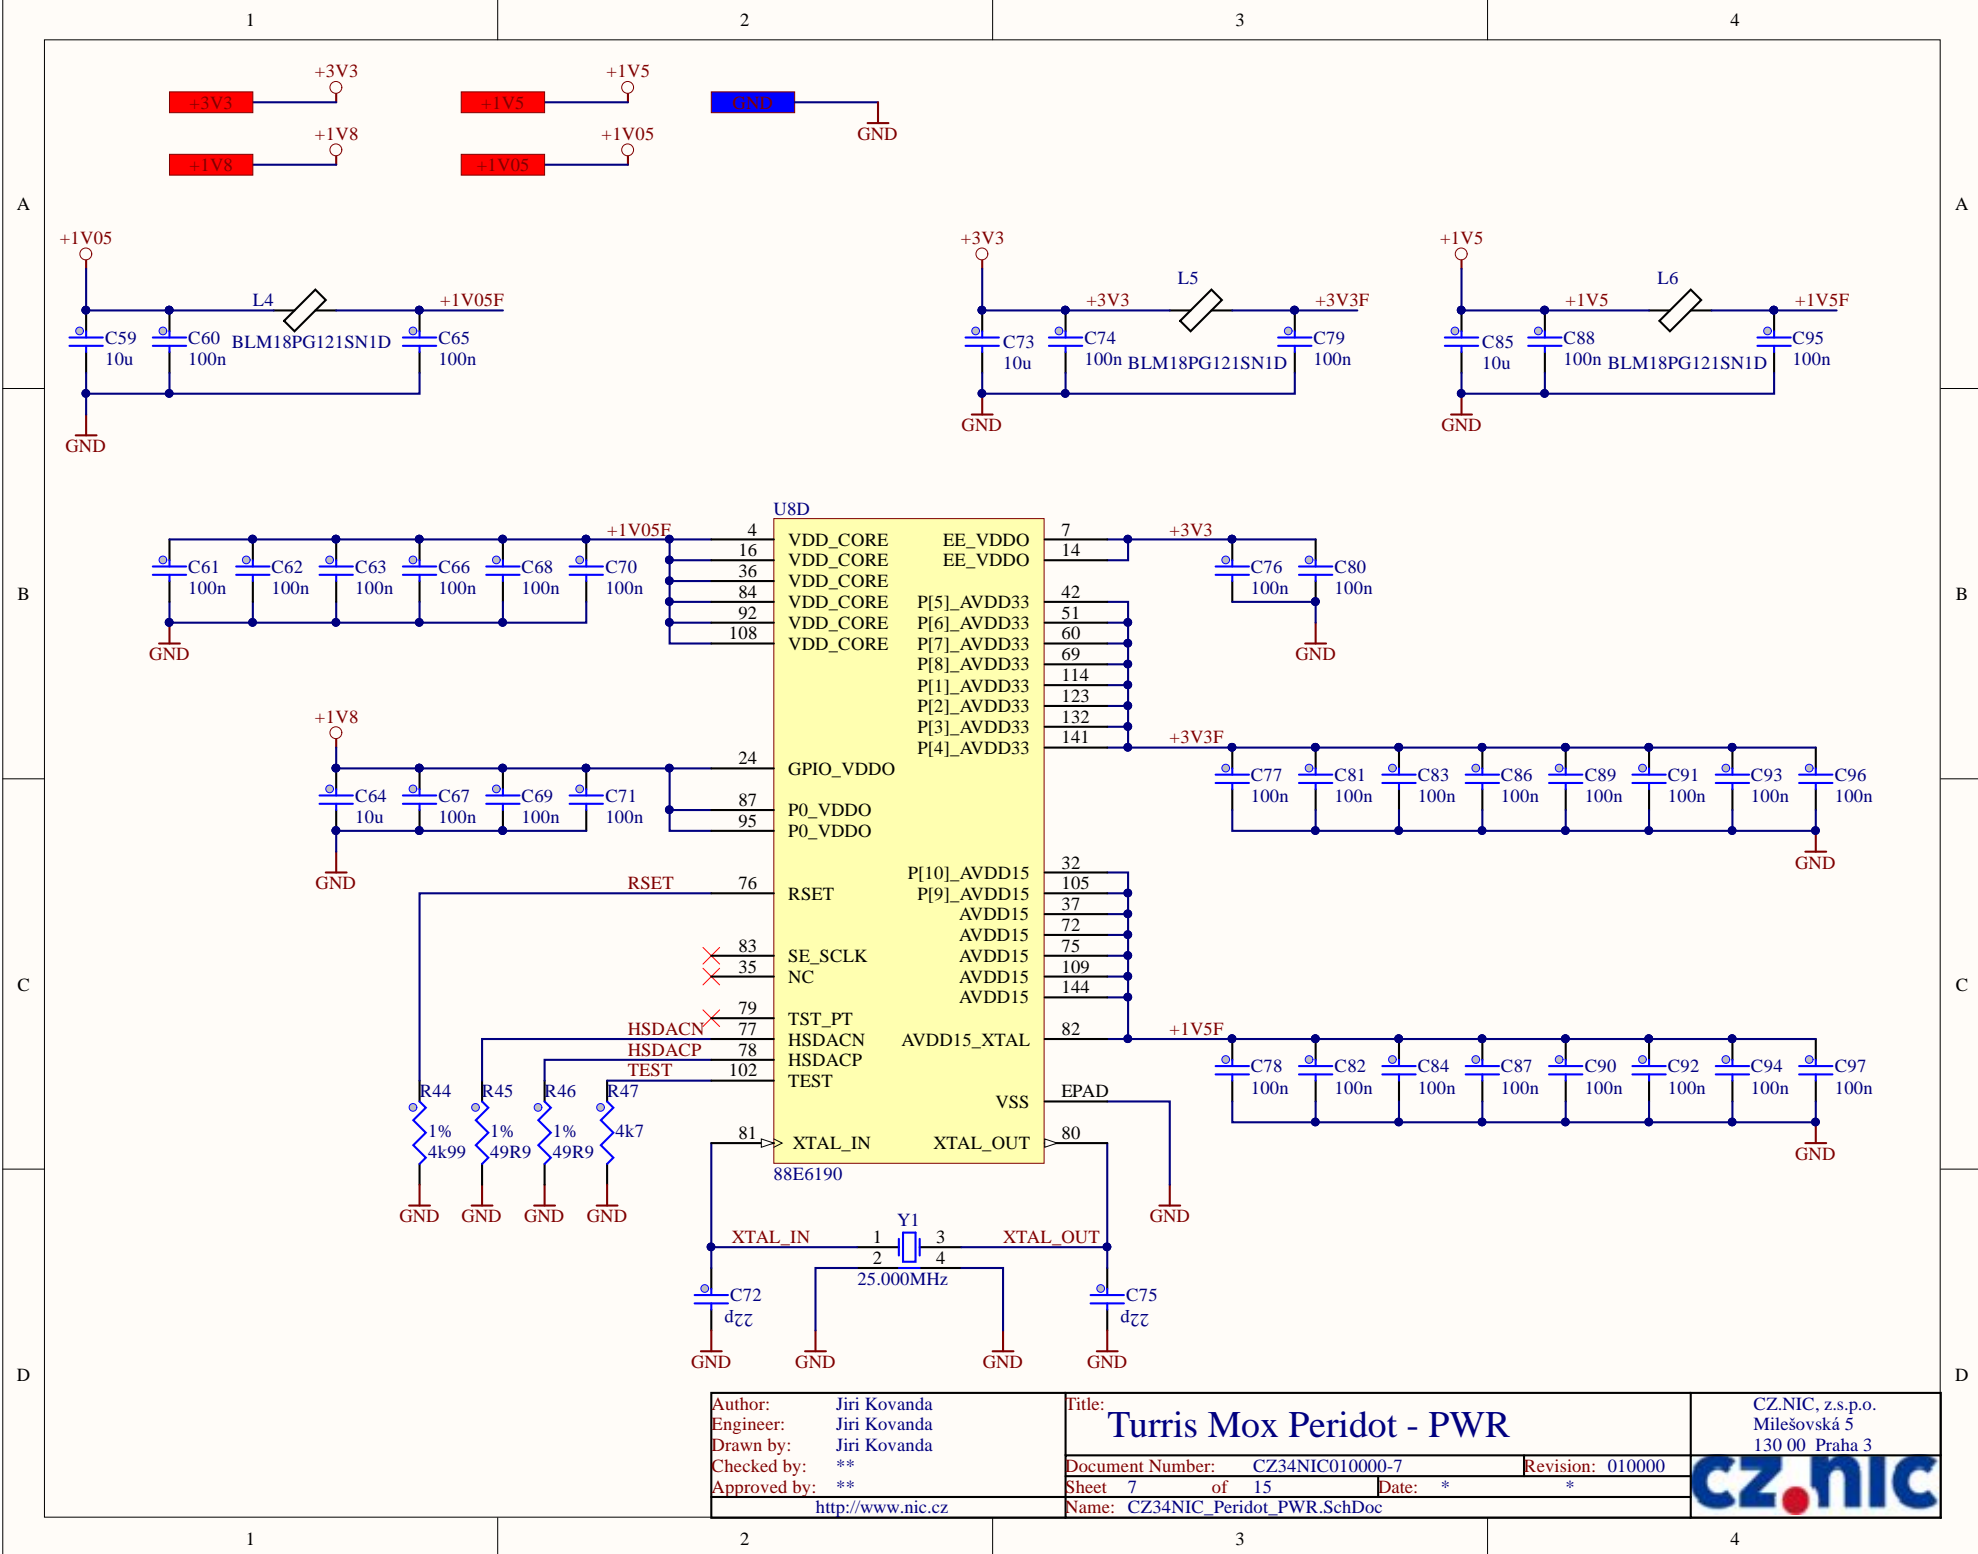 1 2 3 4
A A
B B
C C
D D
+3V3 +3V3
+1V8 +1V8
+1V5 +1V5
+1V05 +1V05
GND GND
+1V05
L4 +1V05F
C59 10u
C60 100n
BLM18PG121SN1D
C65 100n
GND
+3V3
L5
+3V3 +3V3F
C73 10u
C74 100n
BLM18PG121SN1D
C79 100n
GND
+1V5
L6
+1V5 +1V5F
C85 10u
C88 100n
BLM18PG121SN1D
C95 100n
GND
U8D
+1V05F
C61 100n
C62 100n
C63 100n
C66 100n
C68 100n
C70 100n
GND
4 VDD_CORE
16 VDD_CORE
36 VDD_CORE
84 VDD_CORE
92 VDD_CORE
108 VDD_CORE
+1V8
C64 10u
C67 100n
C69 100n
C71 100n
GND
24 GPIO_VDDO
87 P0_VDDO
95 P0_VDDO
RSET 76 RSET
83 SE_SCLK
35 NC
79 TST_PT
HSDACN 77 HSDACN
HSDACP 78 HSDACP
TEST 102 TEST
81 XTAL_IN
R44 1% 4k99
R45 1% 49R9
R46 1% 49R9
R47 4k7
GND GND GND GND
EE_VDDO 7 +3V3
EE_VDDO 14
C76 100n
C80 100n
GND
P[5]_AVDD33 42
P[6]_AVDD33 51
P[7]_AVDD33 60
P[8]_AVDD33 69
P[1]_AVDD33 114
P[2]_AVDD33 123
P[3]_AVDD33 132
P[4]_AVDD33 141 +3V3F
C77 100n
C81 100n
C83 100n
C86 100n
C89 100n
C91 100n
C93 100n
C96 100n
GND
P[10]_AVDD15 32
P[9]_AVDD15 105
AVDD15 37
AVDD15 72
AVDD15 75
AVDD15 109
AVDD15 144
AVDD15_XTAL 82 +1V5F
C78 100n
C82 100n
C84 100n
C87 100n
C90 100n
C92 100n
C94 100n
C97 100n
GND
VSS EPAD
XTAL_OUT 80
88E6190
GND
Y1
XTAL_IN 1 3 XTAL_OUT
2 4
25.000MHz
C72 22p
C75 22p
GND GND GND GND
Author: Jiri Kovanda
Engineer: Jiri Kovanda
Drawn by: Jiri Kovanda
Checked by: **
Approved by: **
http://www.nic.cz
Title: Turris Mox Peridot - PWR
Document Number: CZ34NIC010000-7 Revision: 010000
Sheet 7 of 15 Date: * *
Name: CZ34NIC_Peridot_PWR.SchDoc
CZ.NIC, z.s.p.o.
Milešovská 5
130 00 Praha 3
cz.nic
1 2 3 4